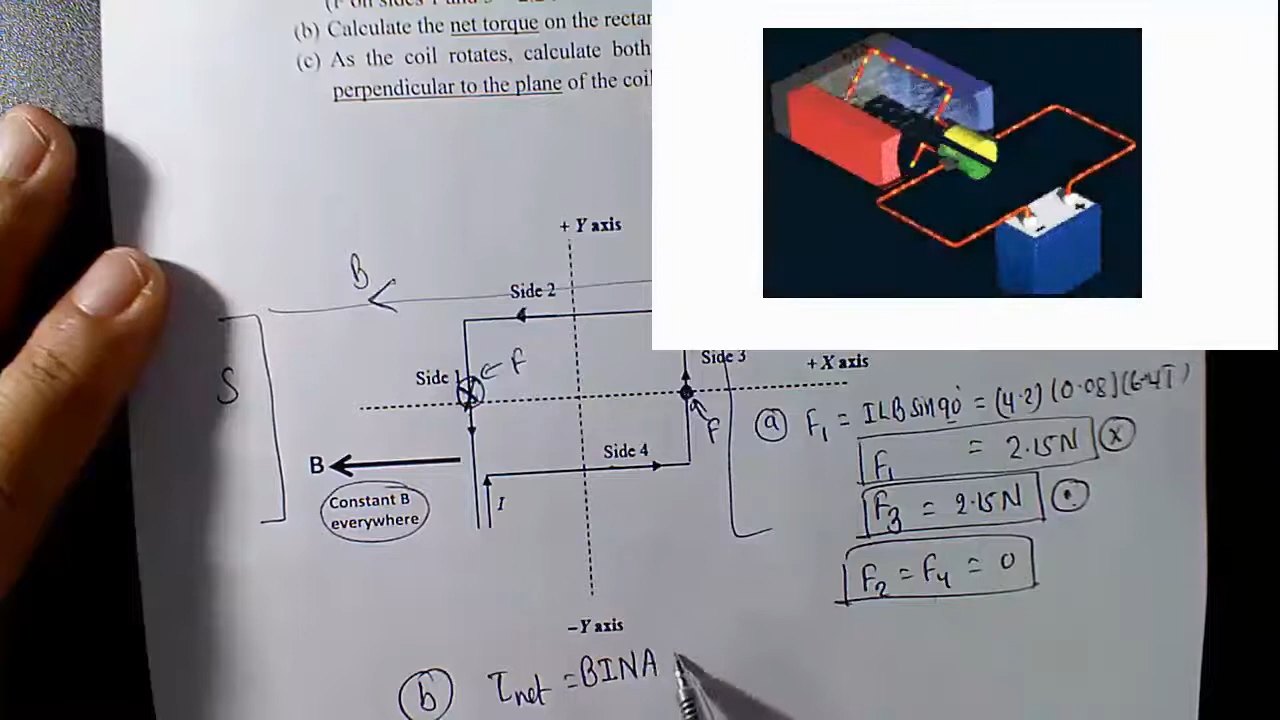 (b) Calculate the net torque on the rectan
(c) As the coil rotates, calculate both
perpendicular to the plane of the coi
+ Y axis
B
Side 2
S
Side 1
F
Side 3
+ X axis
F
B
Constant B
everywhere
Side 4
I
– Y axis
(a) F₁ = ILB sin 90° = (4.2)(0.08)(6.4T)
F₁ = 2.15N ⊗
F₃ = 2.15N ⊙
F₂ = F₄ = 0
(b) τnet = BINA